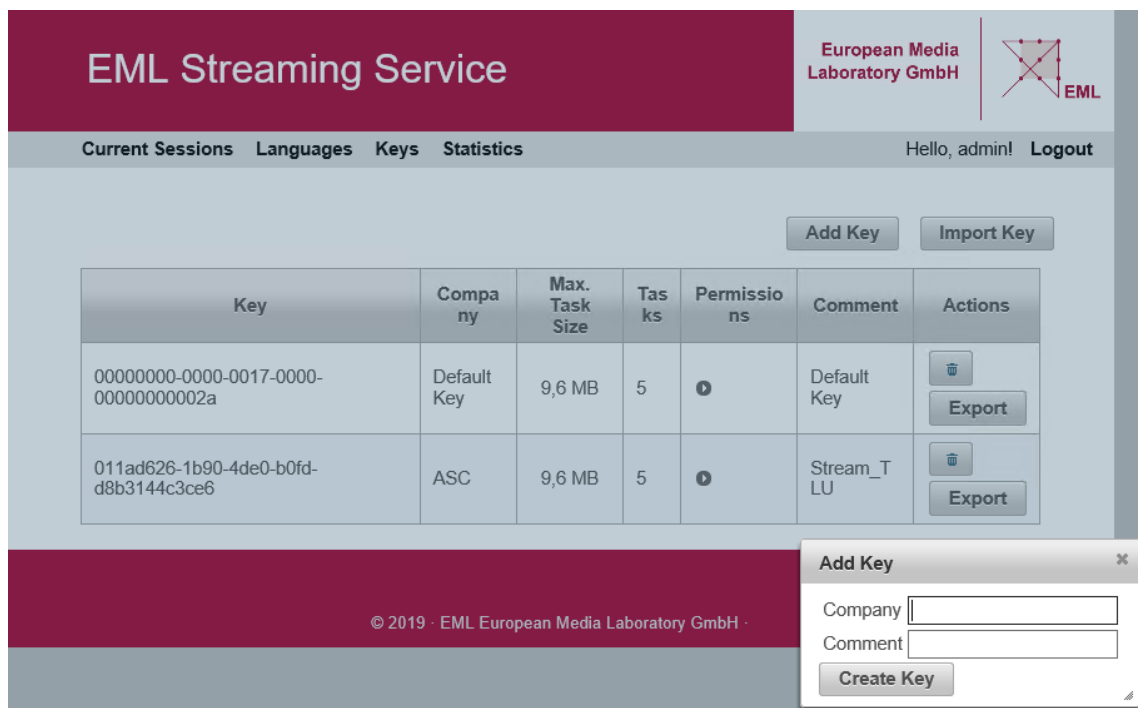 EML Streaming Service
European Media
Laboratory GmbH
EML
Current Sessions Languages Keys Statistics
Hello, admin! Logout
Add Key Import Key
Key
Compa
ny
Max.
Task
Size
Tas
ks
Permissio
ns
Comment
Actions
00000000-0000-0017-0000-
00000000002a
Default
Key
9,6 MB
5
Default
Key
Export
011ad626-1b90-4de0-b0fd-
d8b3144c3ce6
ASC
9,6 MB
5
Stream_T
LU
Export
© 2019 · EML European Media Laboratory GmbH ·
Add Key
Company
Comment
Create Key